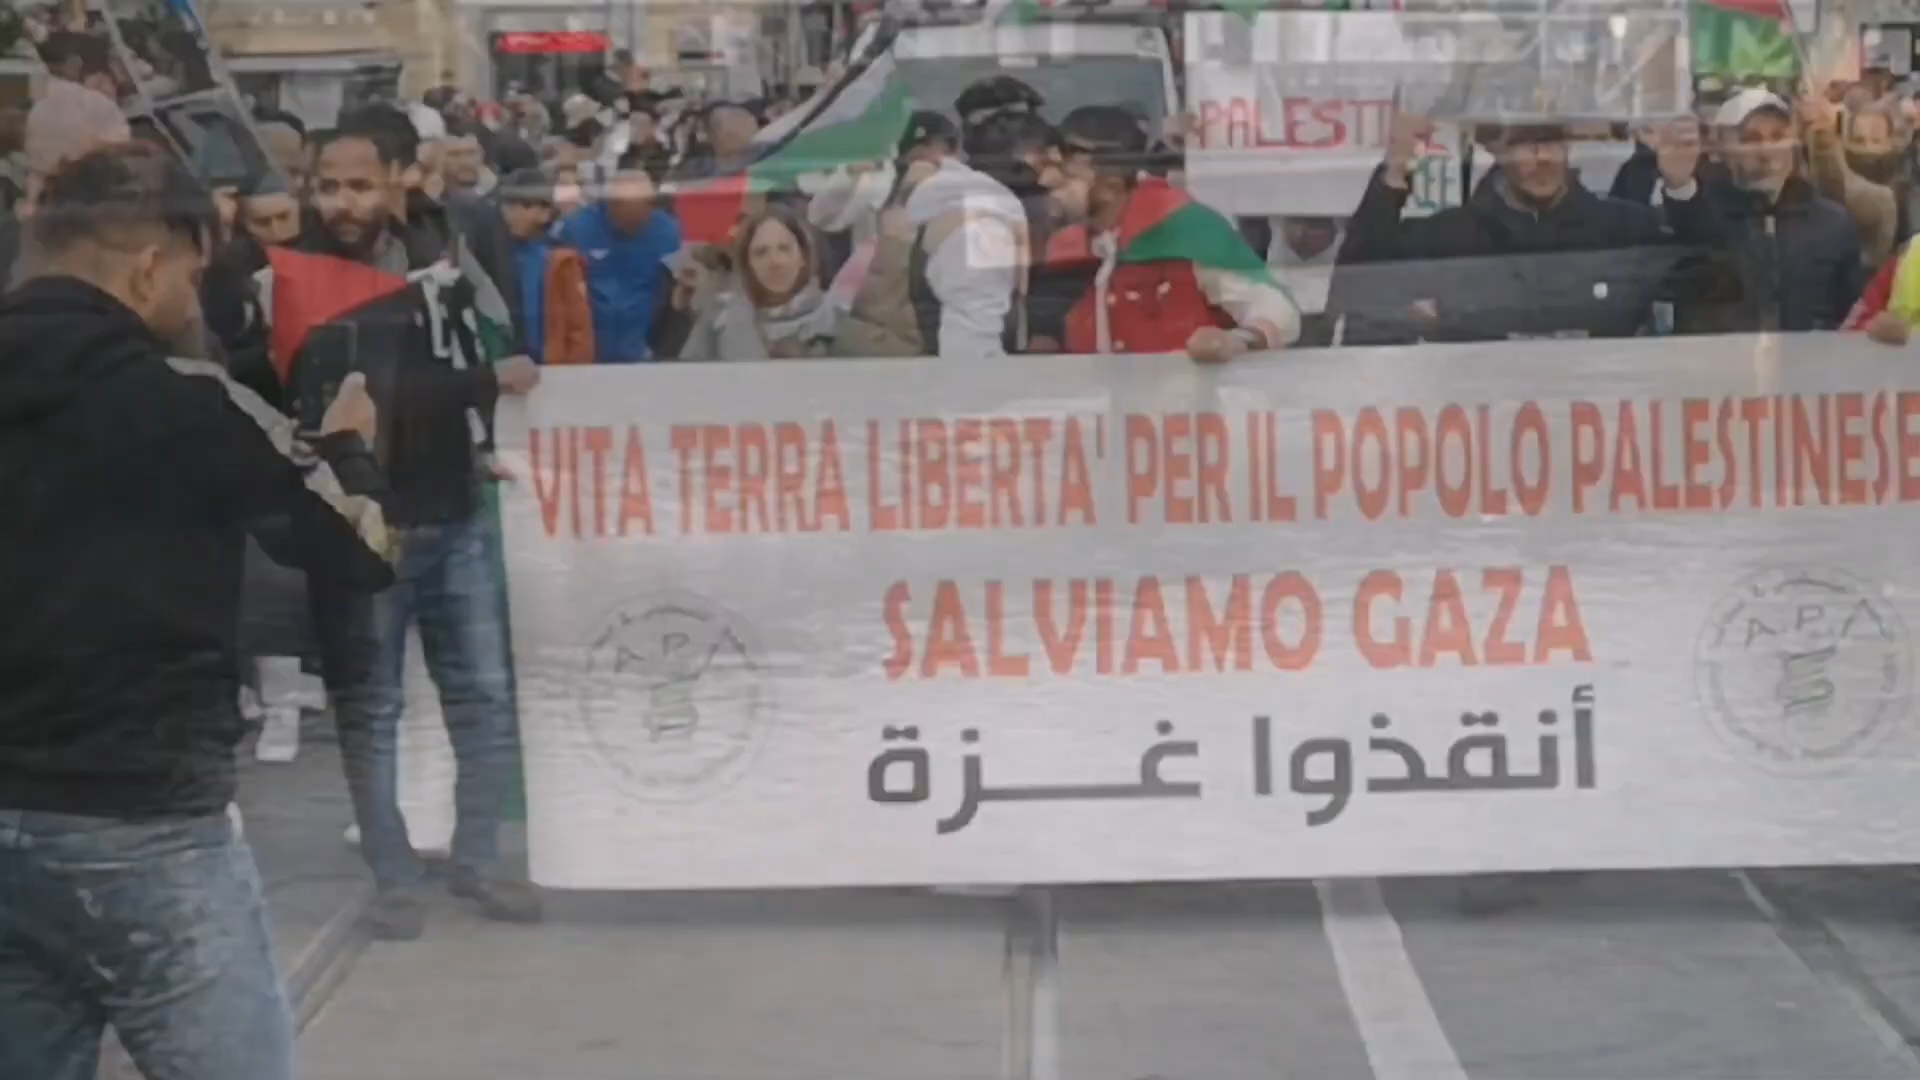 PALESTINE
VITA TERRA LIBERTA' PER IL POPOLO PALESTINESE
SALVIAMO GAZA
أنقذوا غـــزة
A.P.A
A.P.A